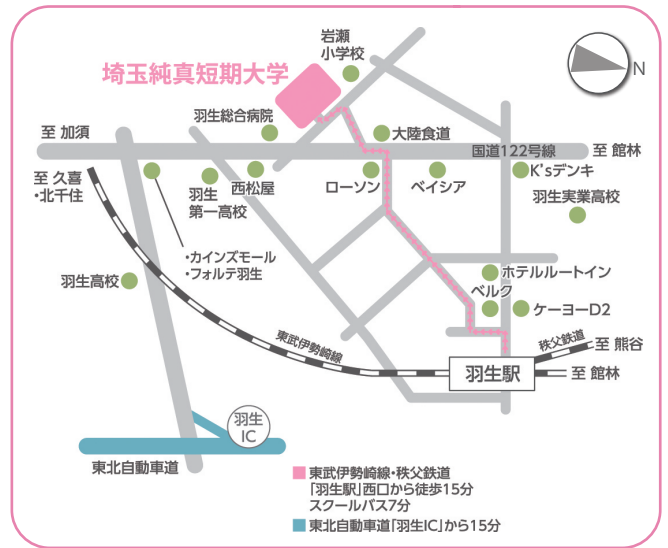 岩瀬
小学校
埼玉純真短期大学
N
羽生総合病院
至 加須
大陸食道
国道122号線
至 館林
至 久喜
・北千住
羽生
第一高校
西松屋
ローソン
ベイシア
K'sデンキ
羽生実業高校
・カインズモール
・フォルテ羽生
羽生高校
ホテルルートイン
ベルク
ケーヨーD2
東武伊勢崎線
秩父鉄道
至 熊谷
羽生駅
至 館林
羽生
IC
東北自動車道
東武伊勢崎線・秩父鉄道
「羽生駅」西口から徒歩15分
スクールバス7分
東北自動車道「羽生IC」から15分